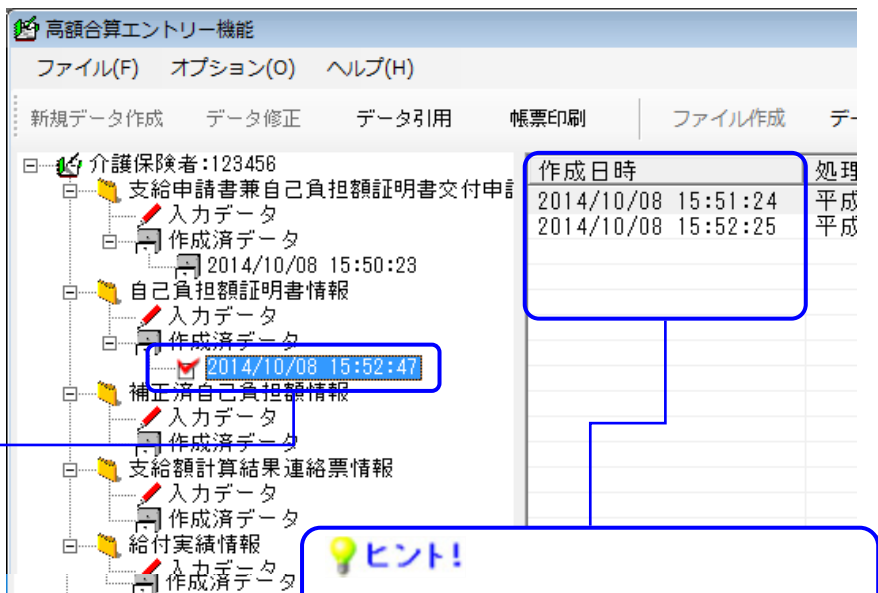 高額合算エントリー機能
ファイル(F) オプション(O) ヘルプ(H)
新規データ作成 データ修正 データ引用 帳票印刷 ファイル作成 デー
介護保険者:123456
支給申請書兼自己負担額証明書交付申
入力データ
作成済データ
2014/10/08 15:50:23
自己負担額証明書情報
入力データ
作成済データ
2014/10/08 15:52:47
補正済自己負担額情報
入力データ
作成済データ
支給額計算結果連絡票情報
入力データ
作成済データ
給付実績情報
入力データ
作成済データ
作成日時 処理
2014/10/08 15:51:24 平成
2014/10/08 15:52:25 平成
ヒント!